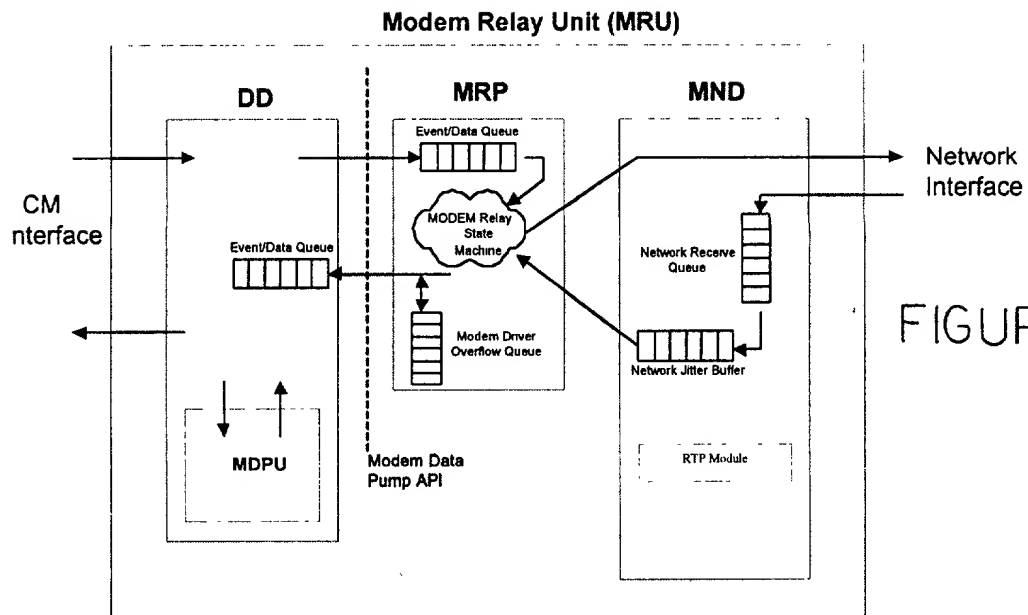 Modem Relay Unit (MRU)
DD
MRP
MND
Event/Data Queue
Network
Interface
CM
nterface
MODEM Relay
State
Machine
Event/Data Queue
Network Receive
Queue
Modem Driver
Overflow Queue
Network Jitter Buffer
FIGUR
MDPU
Modem Data
Pump API
RTP Module